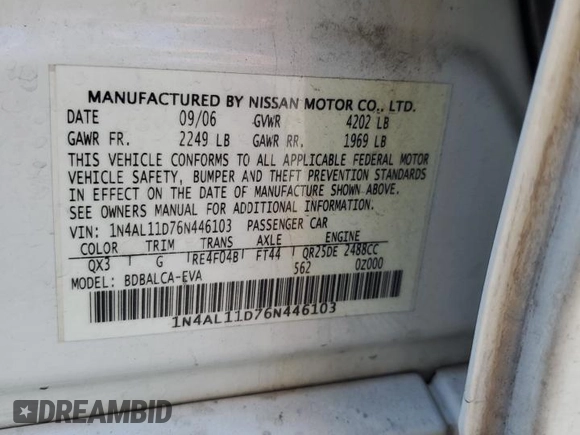 MANUFACTURED BY NISSAN MOTOR CO., LTD.
DATE 09/06 GVWR 4202 LB
GAWR FR. 2249 LB GAWR RR. 1969 LB
THIS VEHICLE CONFORMS TO ALL APPLICABLE FEDERAL MOTOR
VEHICLE SAFETY, BUMPER AND THEFT PREVENTION STANDARDS
IN EFFECT ON THE DATE OF MANUFACTURE SHOWN ABOVE.
SEE OWNERS MANUAL FOR ADDITIONAL INFORMATION.
VIN: 1N4AL11D76N446103 PASSENGER CAR
COLOR TRIM TRANS AXLE ENGINE
QX3 G RE4F04B FT44 QR25DE 2488CC
MODEL: BDBALCA-EVA 562 0Z000
1N4AL11D76N446103
DREAMBID